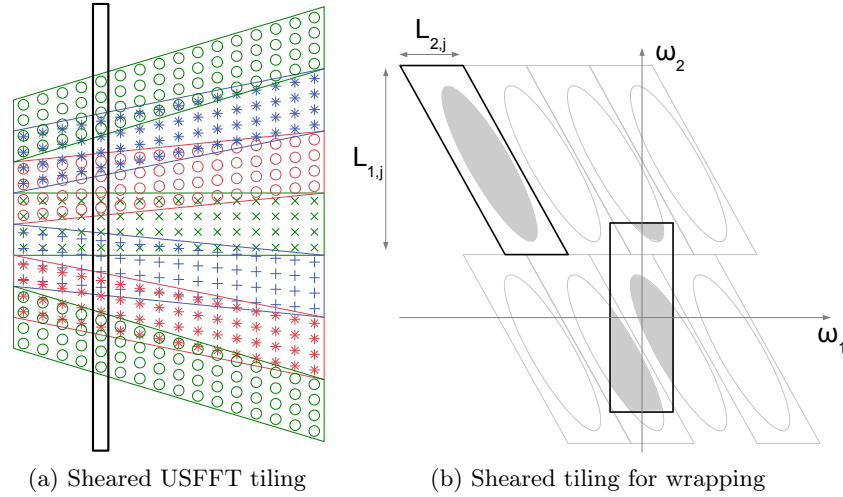 L2,j
ω2
L1,j
ω1
(a) Sheared USFFT tiling
(b) Sheared tiling for wrapping